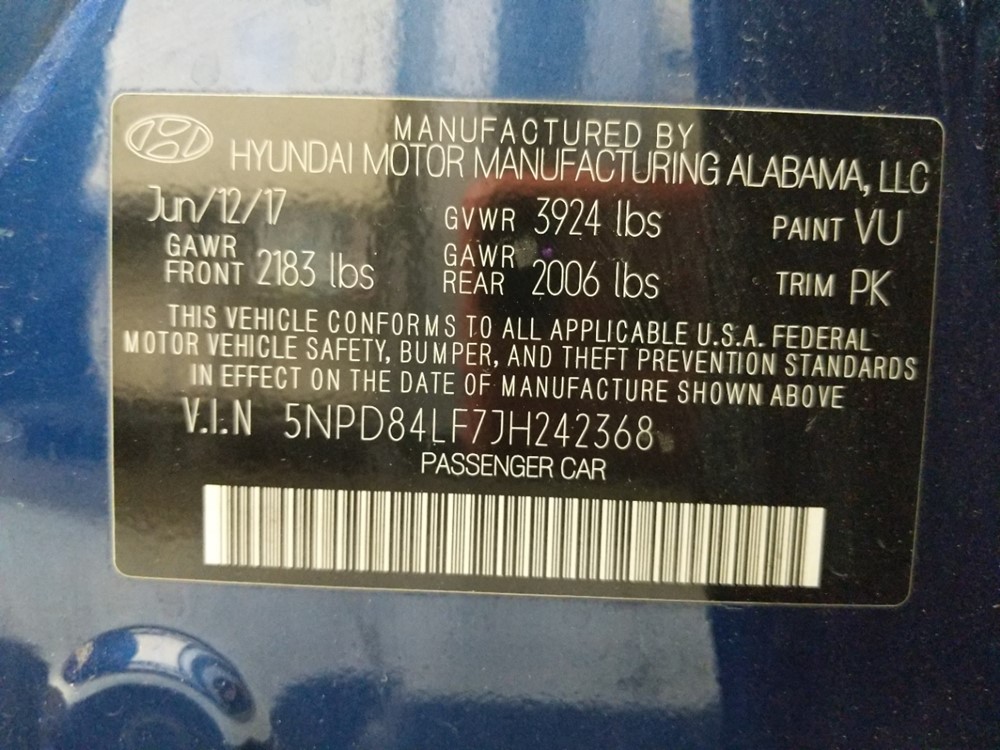 MANUFACTURED BY
HYUNDAI MOTOR MANUFACTURING ALABAMA, LLC
Jun/12/17 GVWR 3924 lbs PAINT VU
GAWR FRONT 2183 lbs GAWR REAR 2006 lbs TRIM PK
THIS VEHICLE CONFORMS TO ALL APPLICABLE U.S.A. FEDERAL
MOTOR VEHICLE SAFETY, BUMPER, AND THEFT PREVENTION STANDARDS
IN EFFECT ON THE DATE OF MANUFACTURE SHOWN ABOVE
V.I.N 5NPD84LF7JH242368
PASSENGER CAR